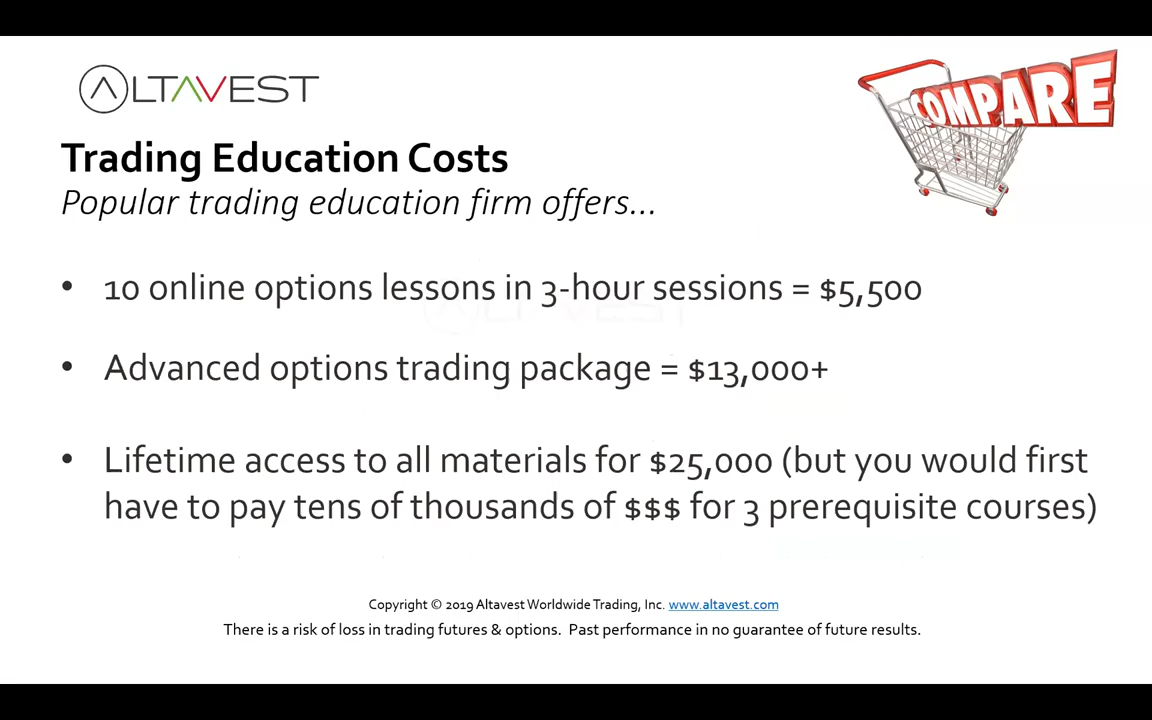 ALTAVEST
COMPARE
Trading Education Costs
Popular trading education firm offers...
• 10 online options lessons in 3-hour sessions = $5,500
• Advanced options trading package = $13,000+
• Lifetime access to all materials for $25,000 (but you would first
have to pay tens of thousands of $$$ for 3 prerequisite courses)
Copyright © 2019 Altavest Worldwide Trading, Inc. www.altavest.com
There is a risk of loss in trading futures & options. Past performance in no guarantee of future results.